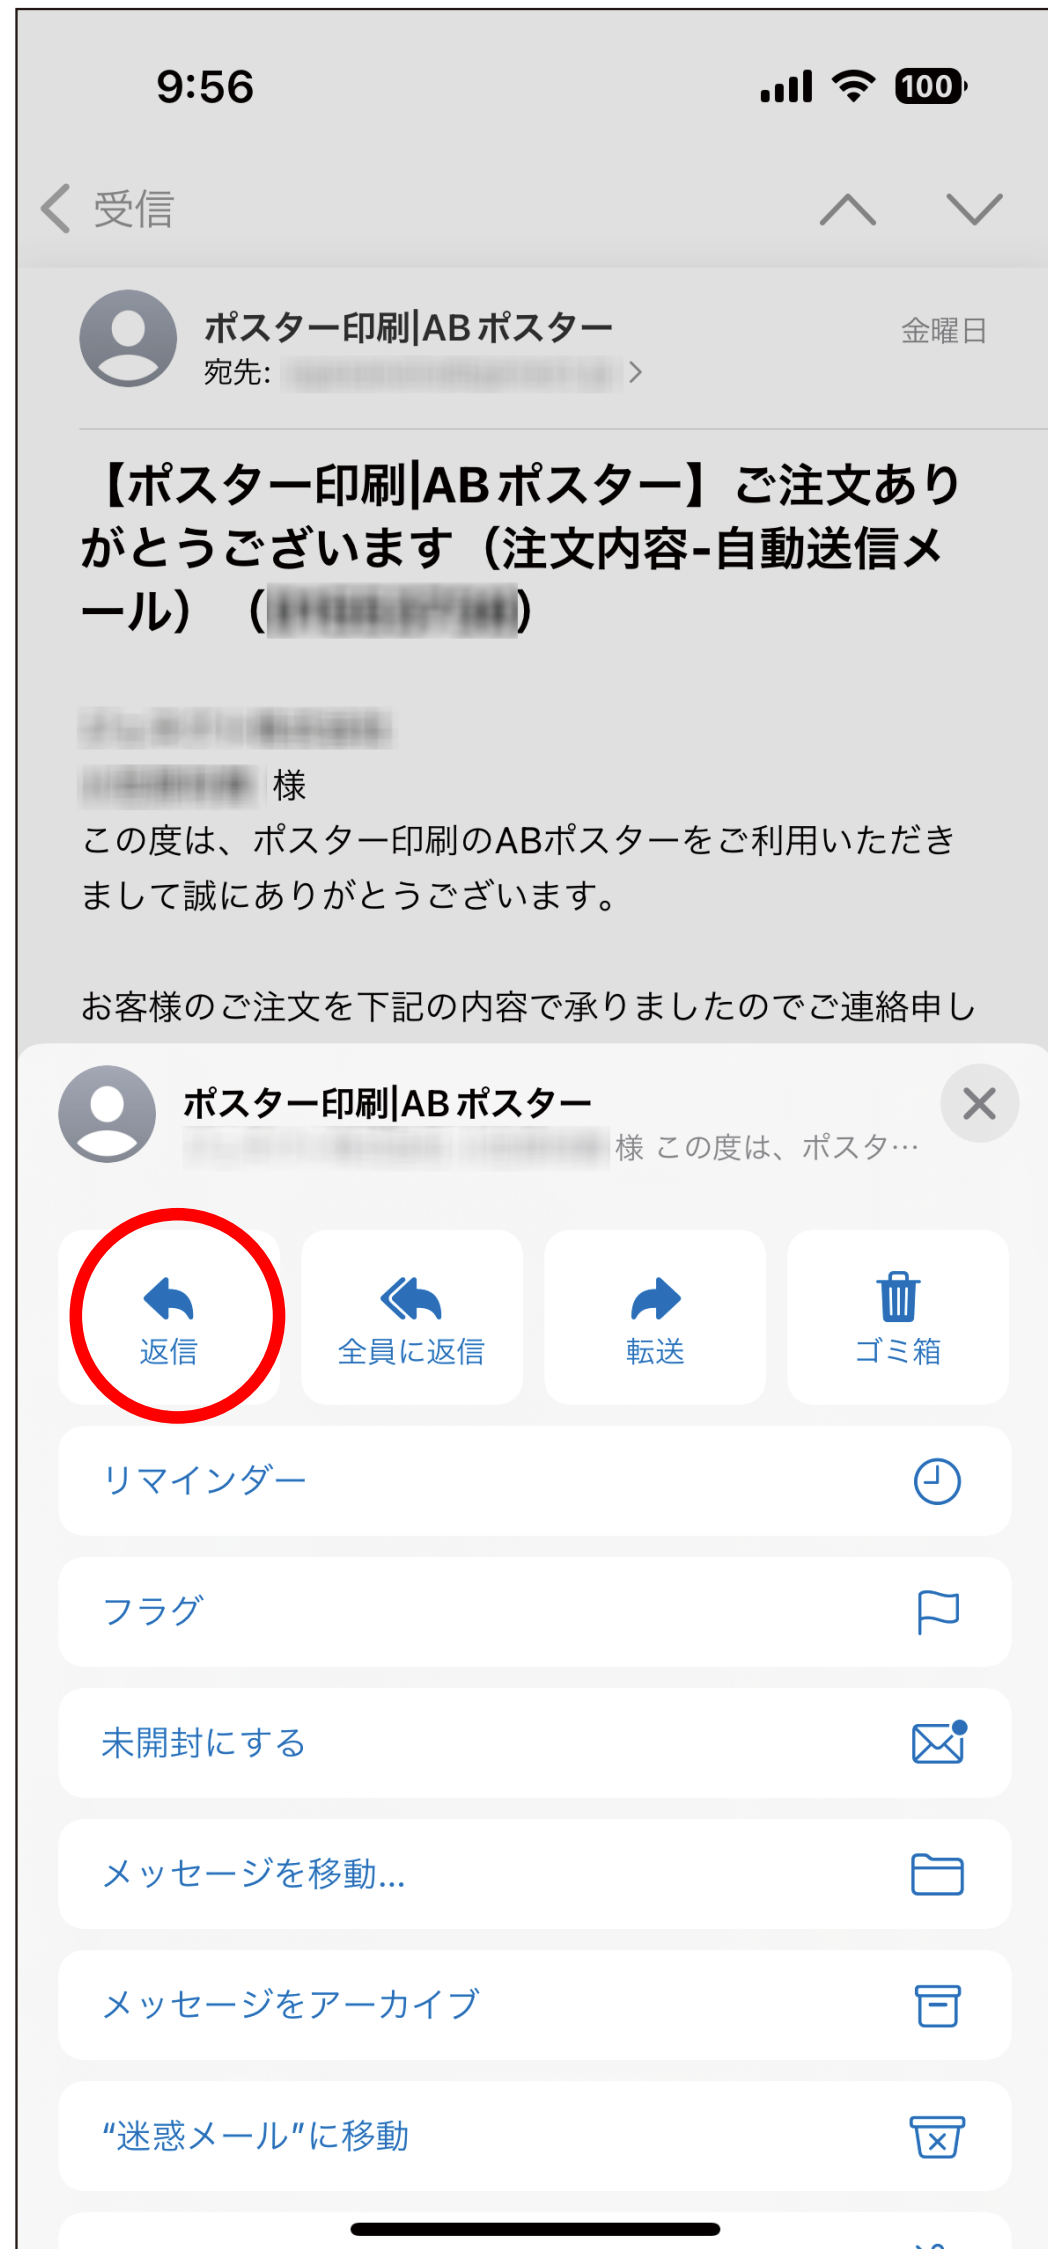 9:56
100
受信
ポスター印刷|ABポスター
金曜日
宛先:
【ポスター印刷|ABポスター】ご注文あり
がとうございます（注文内容-自動送信メ
ール）（
）
様
この度は、ポスター印刷のABポスターをご利用いただき
まして誠にありがとうございます。
お客様のご注文を下記の内容で承りましたのでご連絡申し
ポスター印刷|ABポスター
様 この度は、ポスタ…
返信
全員に返信
転送
ゴミ箱
リマインダー
フラグ
未開封にする
メッセージを移動...
メッセージをアーカイブ
“迷惑メール”に移動